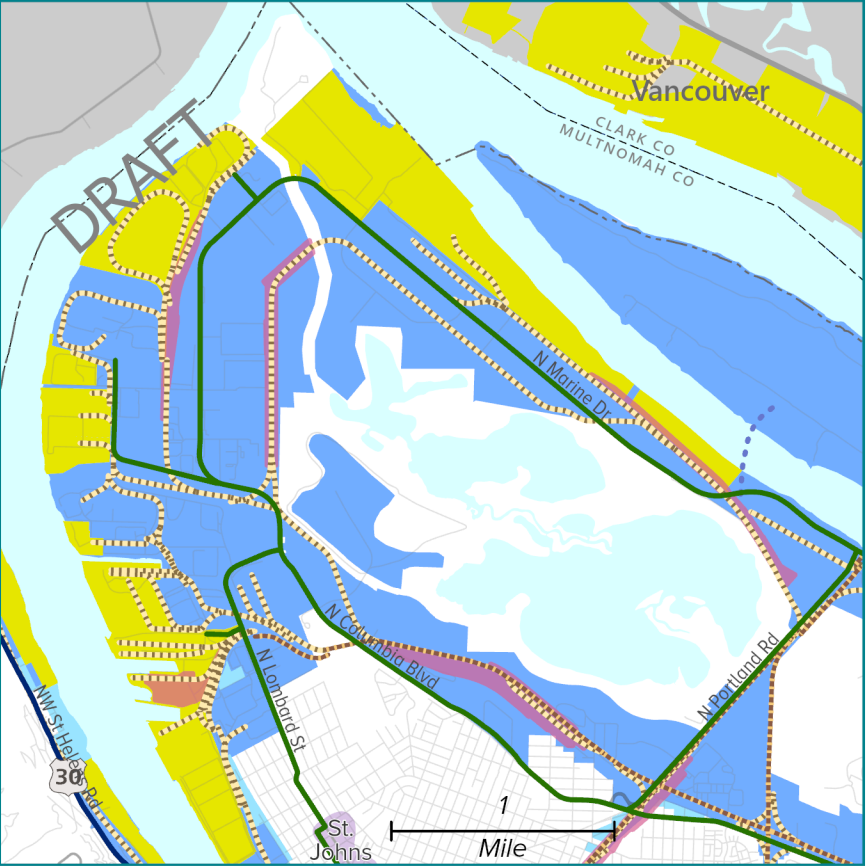 Vancouver
CLARK CO
MULTNOMAH CO
DRAFT
N Marine Dr
N Columbia Blvd
N Portland Rd
N Lombard St
NW St Helens Rd
30
1
Mile
St.
Johns